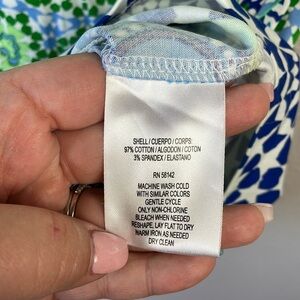 SHELL / CUERPO / CORPS:
97% COTTON / ALGODON / COTON
3% SPANDEX / ELASTANO
RN 58142
MACHINE WASH COLD
WITH SIMILAR COLORS
GENTLE CYCLE
ONLY NON-CHLORINE
BLEACH WHEN NEEDED
RESHAPE, LAY FLAT TO DRY
WARM IRON AS NEEDED
DRY CLEAN